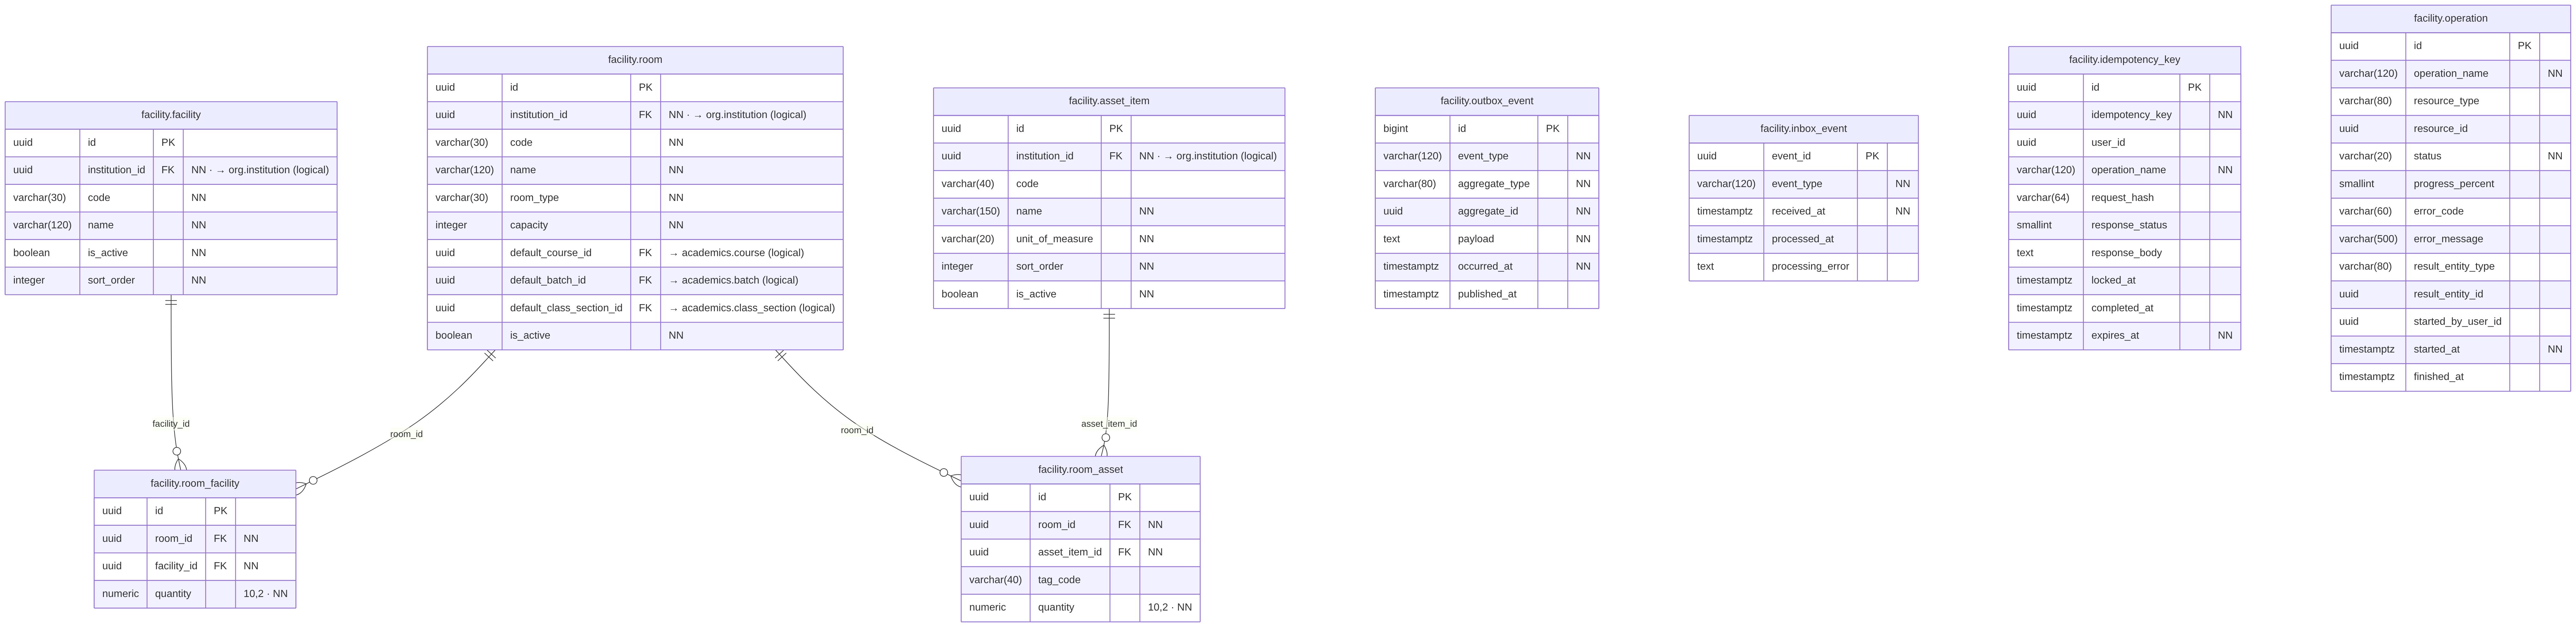 facility.facility
uuid id PK
uuid institution_id FK NN · → org.institution (logical)
varchar(30) code NN
varchar(120) name NN
boolean is_active NN
integer sort_order NN
facility.room
uuid id PK
uuid institution_id FK NN · → org.institution (logical)
varchar(30) code NN
varchar(120) name NN
varchar(30) room_type NN
integer capacity NN
uuid default_course_id FK → academics.course (logical)
uuid default_batch_id FK → academics.batch (logical)
uuid default_class_section_id FK → academics.class_section (logical)
boolean is_active NN
facility.asset_item
uuid id PK
uuid institution_id FK NN · → org.institution (logical)
varchar(40) code
varchar(150) name NN
varchar(20) unit_of_measure NN
integer sort_order NN
boolean is_active NN
facility.outbox_event
bigint id PK
varchar(120) event_type NN
varchar(80) aggregate_type NN
uuid aggregate_id NN
text payload NN
timestamptz occurred_at NN
timestamptz published_at
facility.inbox_event
uuid event_id PK
varchar(120) event_type NN
timestamptz received_at NN
timestamptz processed_at
text processing_error
facility.idempotency_key
uuid id PK
uuid idempotency_key NN
uuid user_id
varchar(120) operation_name NN
varchar(64) request_hash
smallint response_status
text response_body
timestamptz locked_at
timestamptz completed_at
timestamptz expires_at NN
facility.operation
uuid id PK
varchar(120) operation_name NN
varchar(80) resource_type
uuid resource_id
varchar(20) status NN
smallint progress_percent
varchar(60) error_code
varchar(500) error_message
varchar(80) result_entity_type
uuid result_entity_id
uuid started_by_user_id
timestamptz started_at NN
timestamptz finished_at
facility_id
room_id
room_id
asset_item_id
facility.room_facility
uuid id PK
uuid room_id FK NN
uuid facility_id FK NN
numeric quantity 10,2 · NN
facility.room_asset
uuid id PK
uuid room_id FK NN
uuid asset_item_id FK NN
varchar(40) tag_code
numeric quantity 10,2 · NN